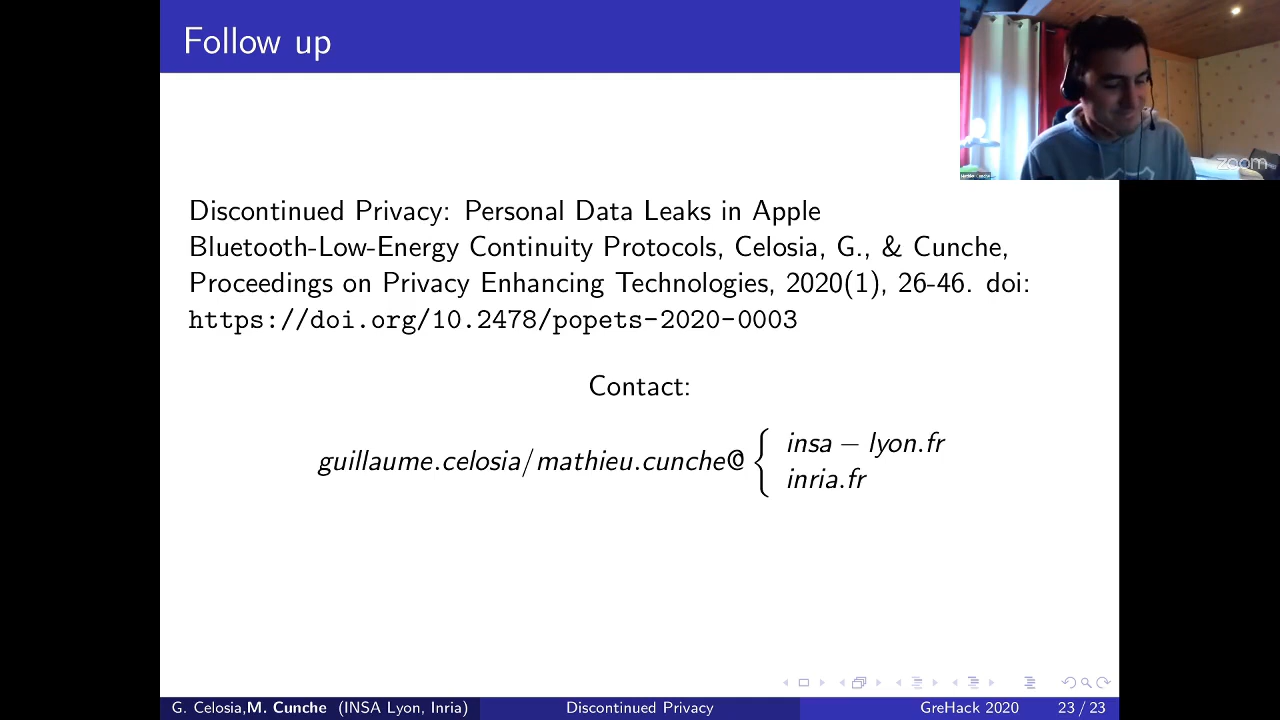 Follow up
zoom
Discontinued Privacy: Personal Data Leaks in Apple
Bluetooth-Low-Energy Continuity Protocols, Celosia, G., & Cunche,
Proceedings on Privacy Enhancing Technologies, 2020(1), 26-46. doi:
https://doi.org/10.2478/popets-2020-0003
Contact:
guillaume.celosia/mathieu.cunche@ { insa – lyon.fr
inria.fr
G. Celosia,M. Cunche (INSA Lyon, Inria) Discontinued Privacy GreHack 2020 23 / 23